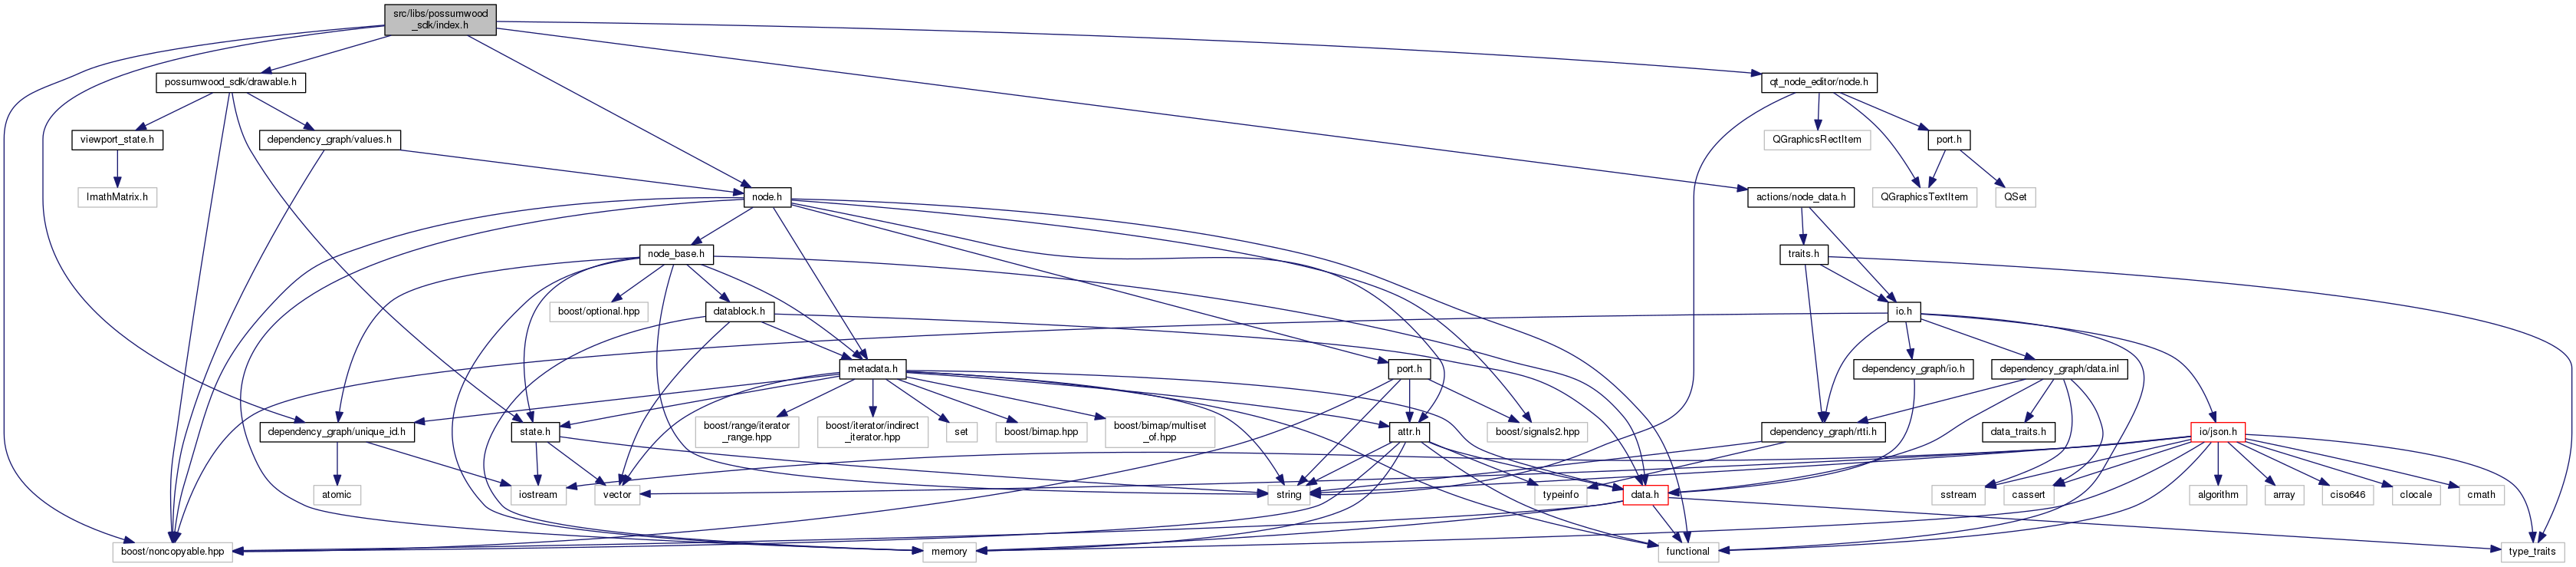 src/libs/possumwood
_sdk/index.h
possumwood_sdk/drawable.h
qt_node_editor/node.h
viewport_state.h
dependency_graph/values.h
QGraphicsRectItem
port.h
ImathMatrix.h
node.h
actions/node_data.h
QGraphicsTextItem
QSet
node_base.h
traits.h
boost/optional.hpp
datablock.h
io.h
metadata.h
port.h
dependency_graph/io.h
dependency_graph/data.inl
dependency_graph/unique_id.h
state.h
boost/range/iterator
_range.hpp
boost/iterator/indirect
_iterator.hpp
set
boost/bimap.hpp
boost/bimap/multiset
_of.hpp
attr.h
boost/signals2.hpp
dependency_graph/rtti.h
data_traits.h
io/json.h
atomic
iostream
vector
string
typeinfo
data.h
sstream
cassert
algorithm
array
ciso646
clocale
cmath
boost/noncopyable.hpp
memory
functional
type_traits